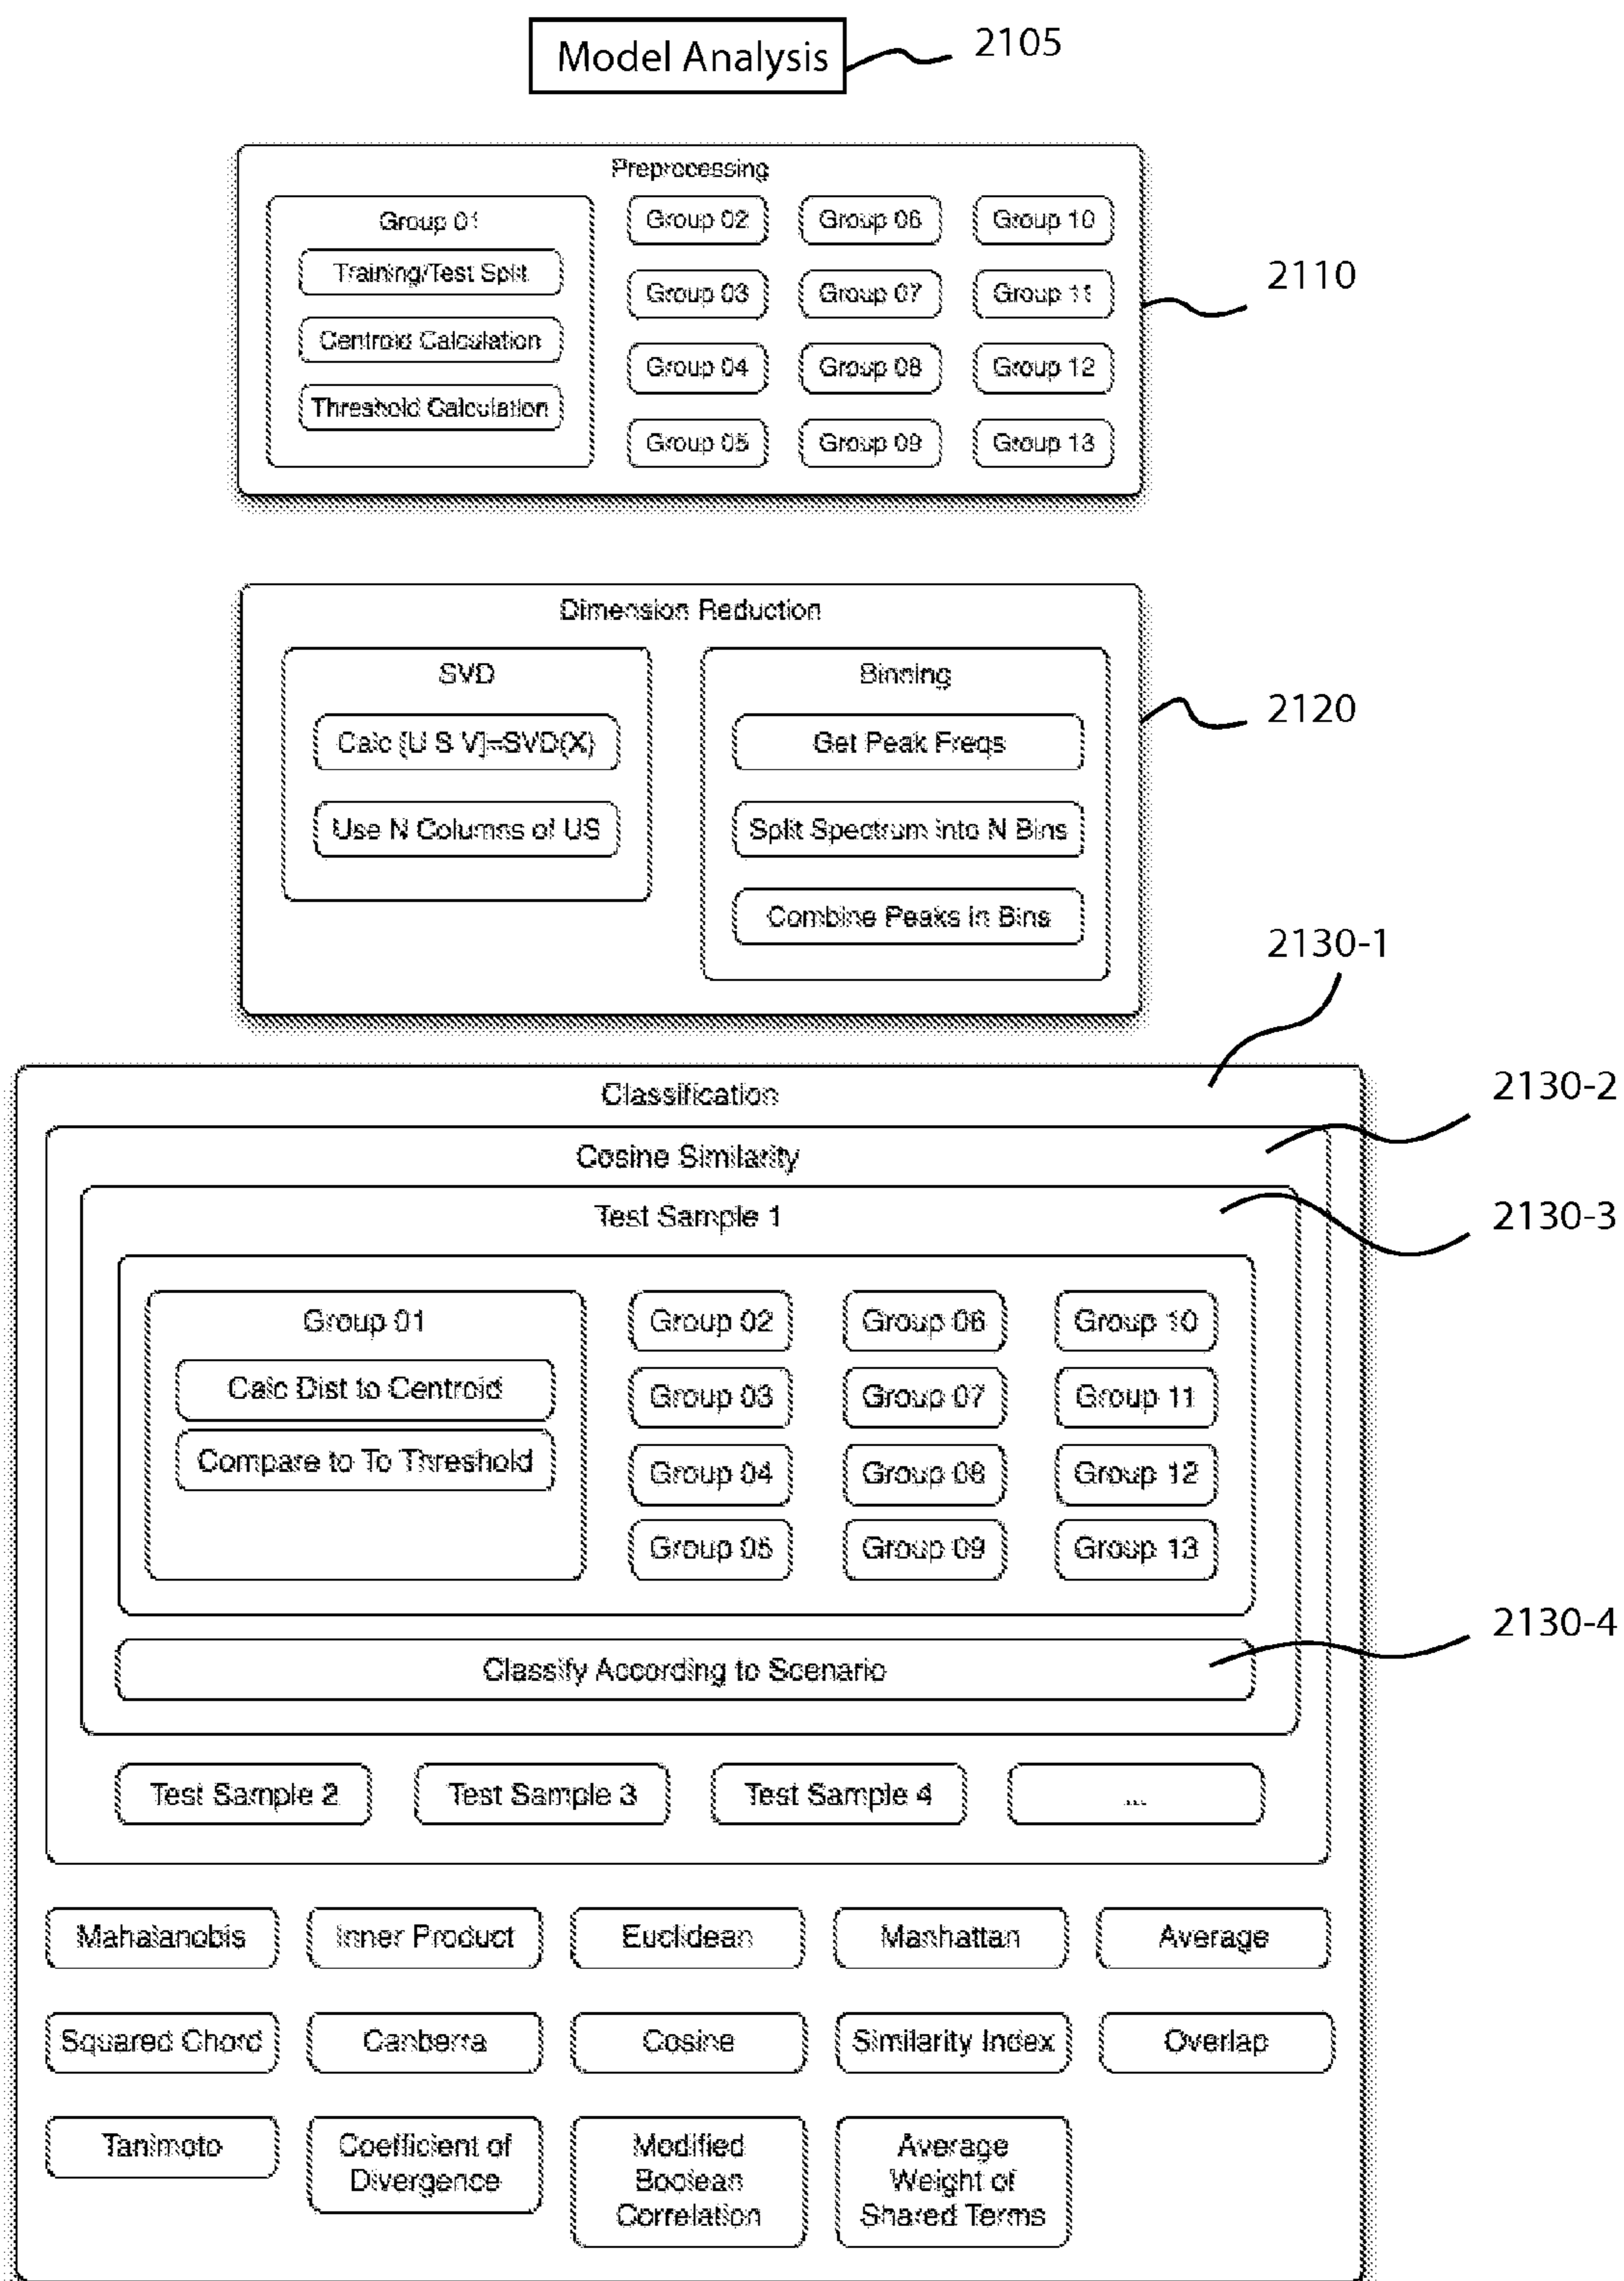 Model Analysis
2105
Preprocessing
Group 01
Training/Test Split
Centroid Calculation
Threshold Calculation
Group 02
Group 06
Group 10
Group 03
Group 07
Group 11
Group 04
Group 08
Group 12
Group 05
Group 09
Group 13
2110
Dimension Reduction
SVD
Calc [U S V]=SVD(X)
Use N Columns of US
Binning
Get Peak Freqs
Split Spectrum into N Bins
Combine Peaks in Bins
2120
2130-1
Classification
2130-2
Cosine Similarity
2130-3
Test Sample 1
Group 01
Calc Dist to Centroid
Compare to To Threshold
Group 02
Group 06
Group 10
Group 03
Group 07
Group 11
Group 04
Group 08
Group 12
Group 05
Group 09
Group 13
2130-4
Classify According to Scenario
Test Sample 2
Test Sample 3
Test Sample 4
...
Mahalanobis
Inner Product
Euclidean
Manhattan
Average
Squared Chord
Canberra
Cosine
Similarity Index
Overlap
Tanimoto
Coefficient of
Divergence
Modified
Boolean
Correlation
Average
Weight of
Shared Terms